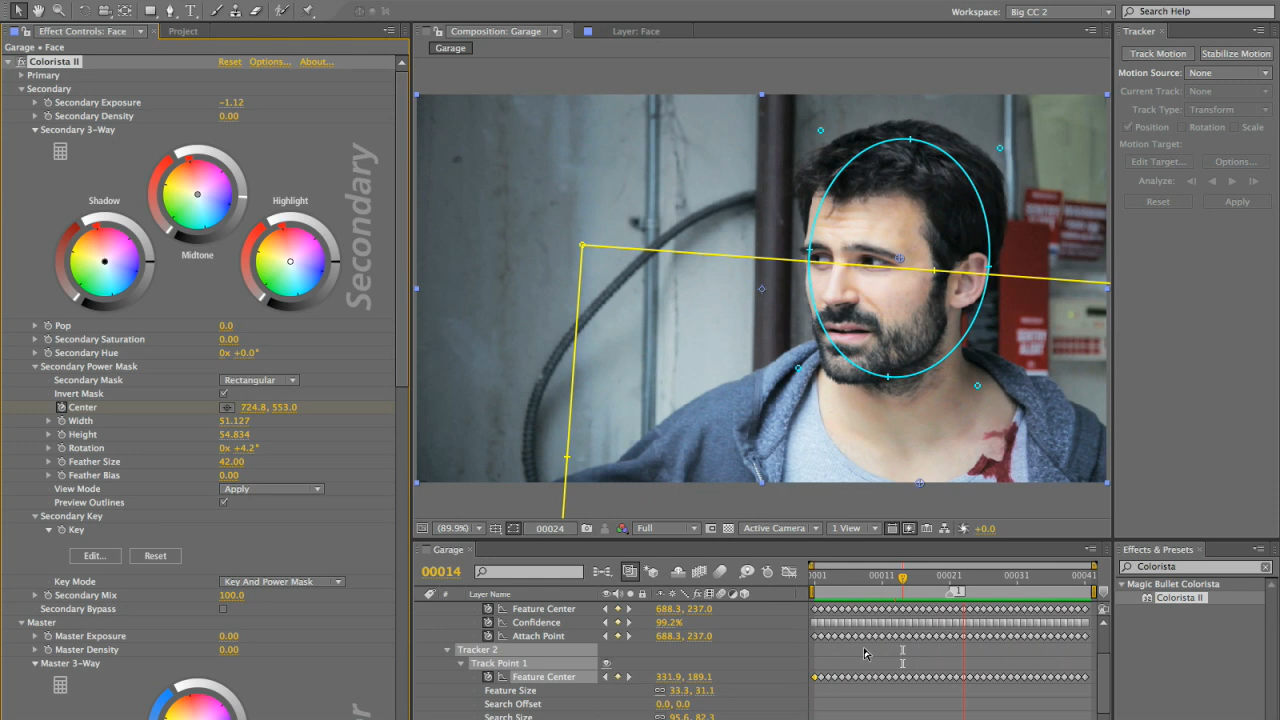 Workspace: Big CC 2 Search Help
Effect Controls: Face Project
Composition: Garage Layer: Face
Tracker
Garage • Face
Garage
Track Motion Stabilize Motion
fx Colorista II Reset Options... About...
Motion Source: None
Primary
Secondary
Current Track: None
Secondary Exposure -1.12
Track Type: Transform
Secondary Density 0.00
Position Rotation Scale
Secondary 3-Way
Motion Target:
Edit Target... Options...
Analyze:
Reset Apply
Shadow Highlight
Midtone
Secondary
SENTRY
ALERT
Pop 0.0
Secondary Saturation 0.00
Secondary Hue 0x +0.0°
Secondary Power Mask
Secondary Mask Rectangular
Invert Mask
Center 724.8, 553.0
Width 51.127
Height 54.834
Rotation 0x +4.2°
Feather Size 42.00
Feather Bias 0.00
View Mode Apply
Preview Outlines
Secondary Key
Key
Edit... Reset
Key Mode Key And Power Mask
Secondary Mix 100.0
Secondary Bypass
Master
Master Exposure 0.00
Master Density 0.00
Master 3-Way
(89.9%) 00024 Full Active Camera 1 View +0.0
Garage
00014
0001 00011 00021 00031 00041
# Layer Name
1
Feature Center 688.3, 237.0
Confidence 99.2%
Attach Point 688.3, 237.0
Tracker 2
Track Point 1
Feature Center 331.9, 189.1
Feature Size 33.3, 31.1
Search Offset 0.0, 0.0
Search Size 95.6, 82.3
Effects & Presets
Colorista
Magic Bullet Colorista
Colorista II